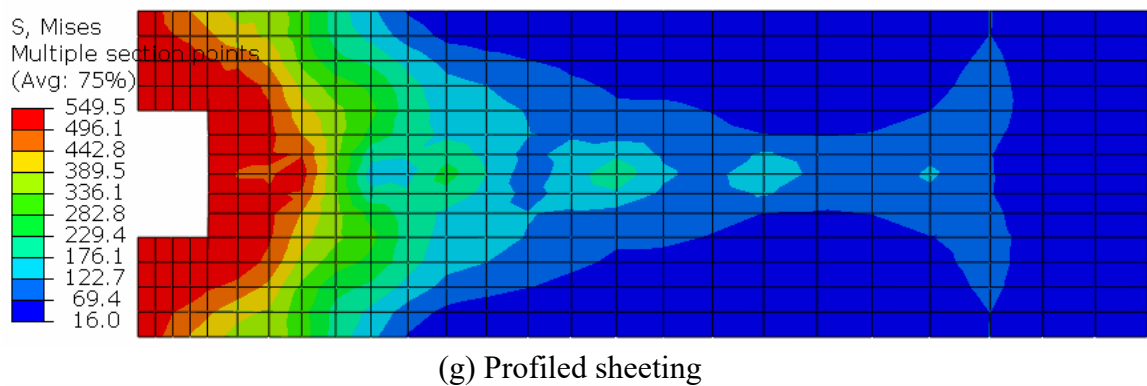 S, Mises
Multiple section points
(Avg: 75%)
549.5
496.1
442.8
389.5
336.1
282.8
229.4
176.1
122.7
69.4
16.0
(g) Profiled sheeting